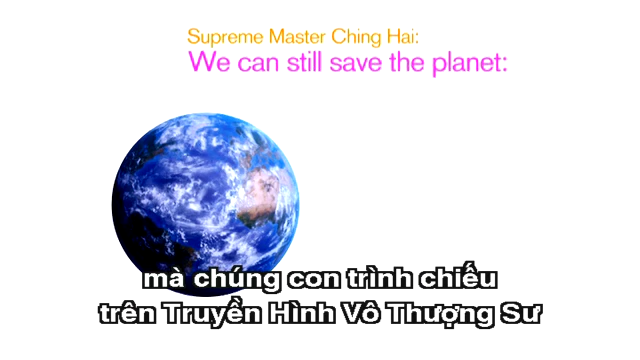 Supreme Master Ching Hai:
We can still save the planet:
mà chúng con trình chiếu
trên Truyền Hình Vô Thượng Sư